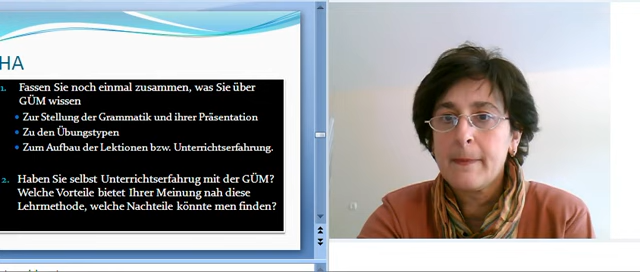 HA
1. Fassen Sie noch einmal zusammen, was Sie über
GÜM wissen
• Zur Stellung der Grammatik und ihrer Präsentation
• Zu den Übungstypen
• Zum Aufbau der Lektionen bzw. Unterrichtserfahrung.
2. Haben Sie selbst Unterrichtserfahrug mit der GÜM?
Welche Vorteile bietet Ihrer Meinung nah diese
Lehrmethode, welche Nachteile könnte men finden?